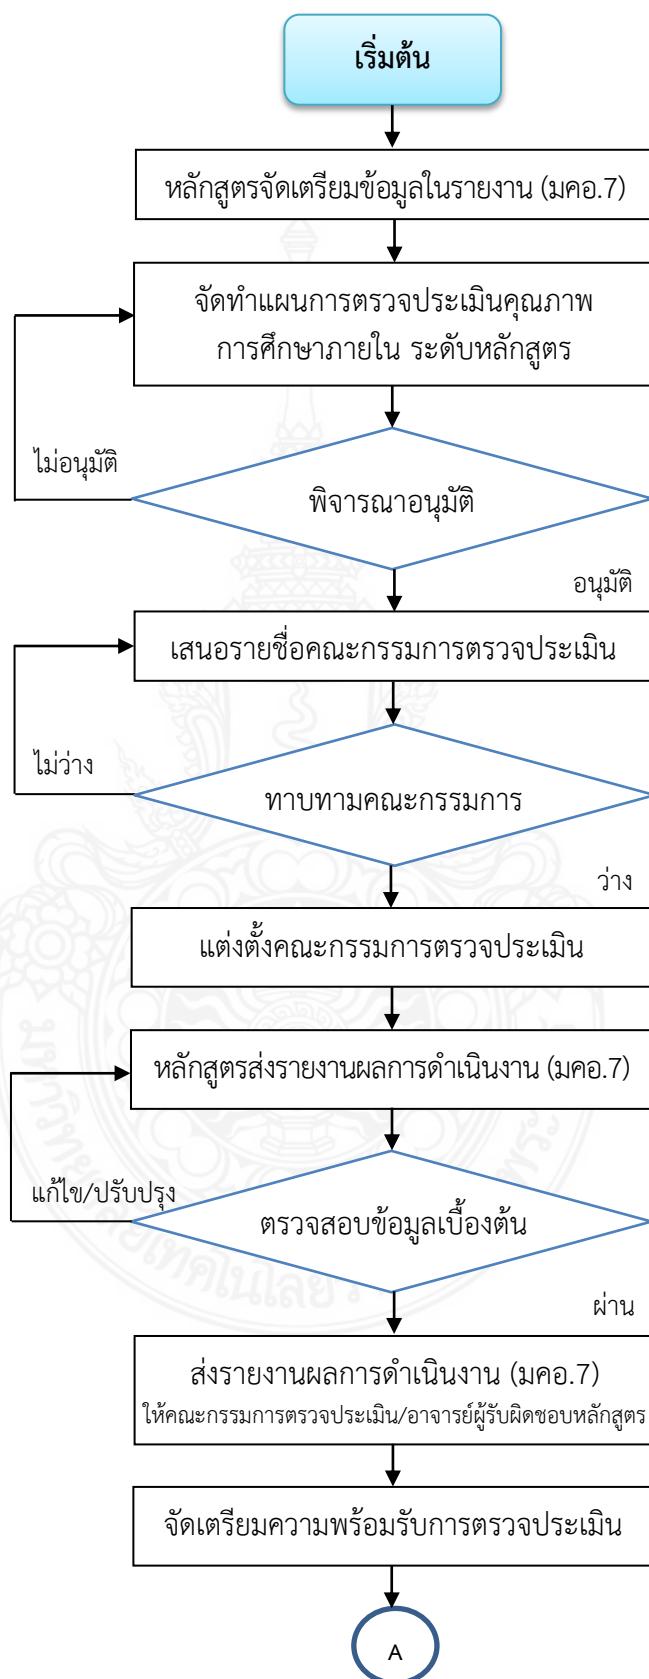 เริ่มต้น
หลักสูตรจัดเตรียมข้อมูลในรายงาน (มคอ.7)
จัดทำแผนการตรวจประเมินคุณภาพ
การศึกษาภายใน ระดับหลักสูตร
ไม่อนุมัติ
พิจารณาอนุมัติ
อนุมัติ
เสนอรายชื่อคณะกรรมการตรวจประเมิน
ไม่ว่าง
ทาบทามคณะกรรมการ
ว่าง
แต่งตั้งคณะกรรมการตรวจประเมิน
หลักสูตรส่งรายงานผลการดำเนินงาน (มคอ.7)
แก้ไข/ปรับปรุง
ตรวจสอบข้อมูลเบื้องต้น
ผ่าน
ส่งรายงานผลการดำเนินงาน (มคอ.7)
ให้คณะกรรมการตรวจประเมิน/อาจารย์ผู้รับผิดชอบหลักสูตร
จัดเตรียมความพร้อมรับการตรวจประเมิน
A